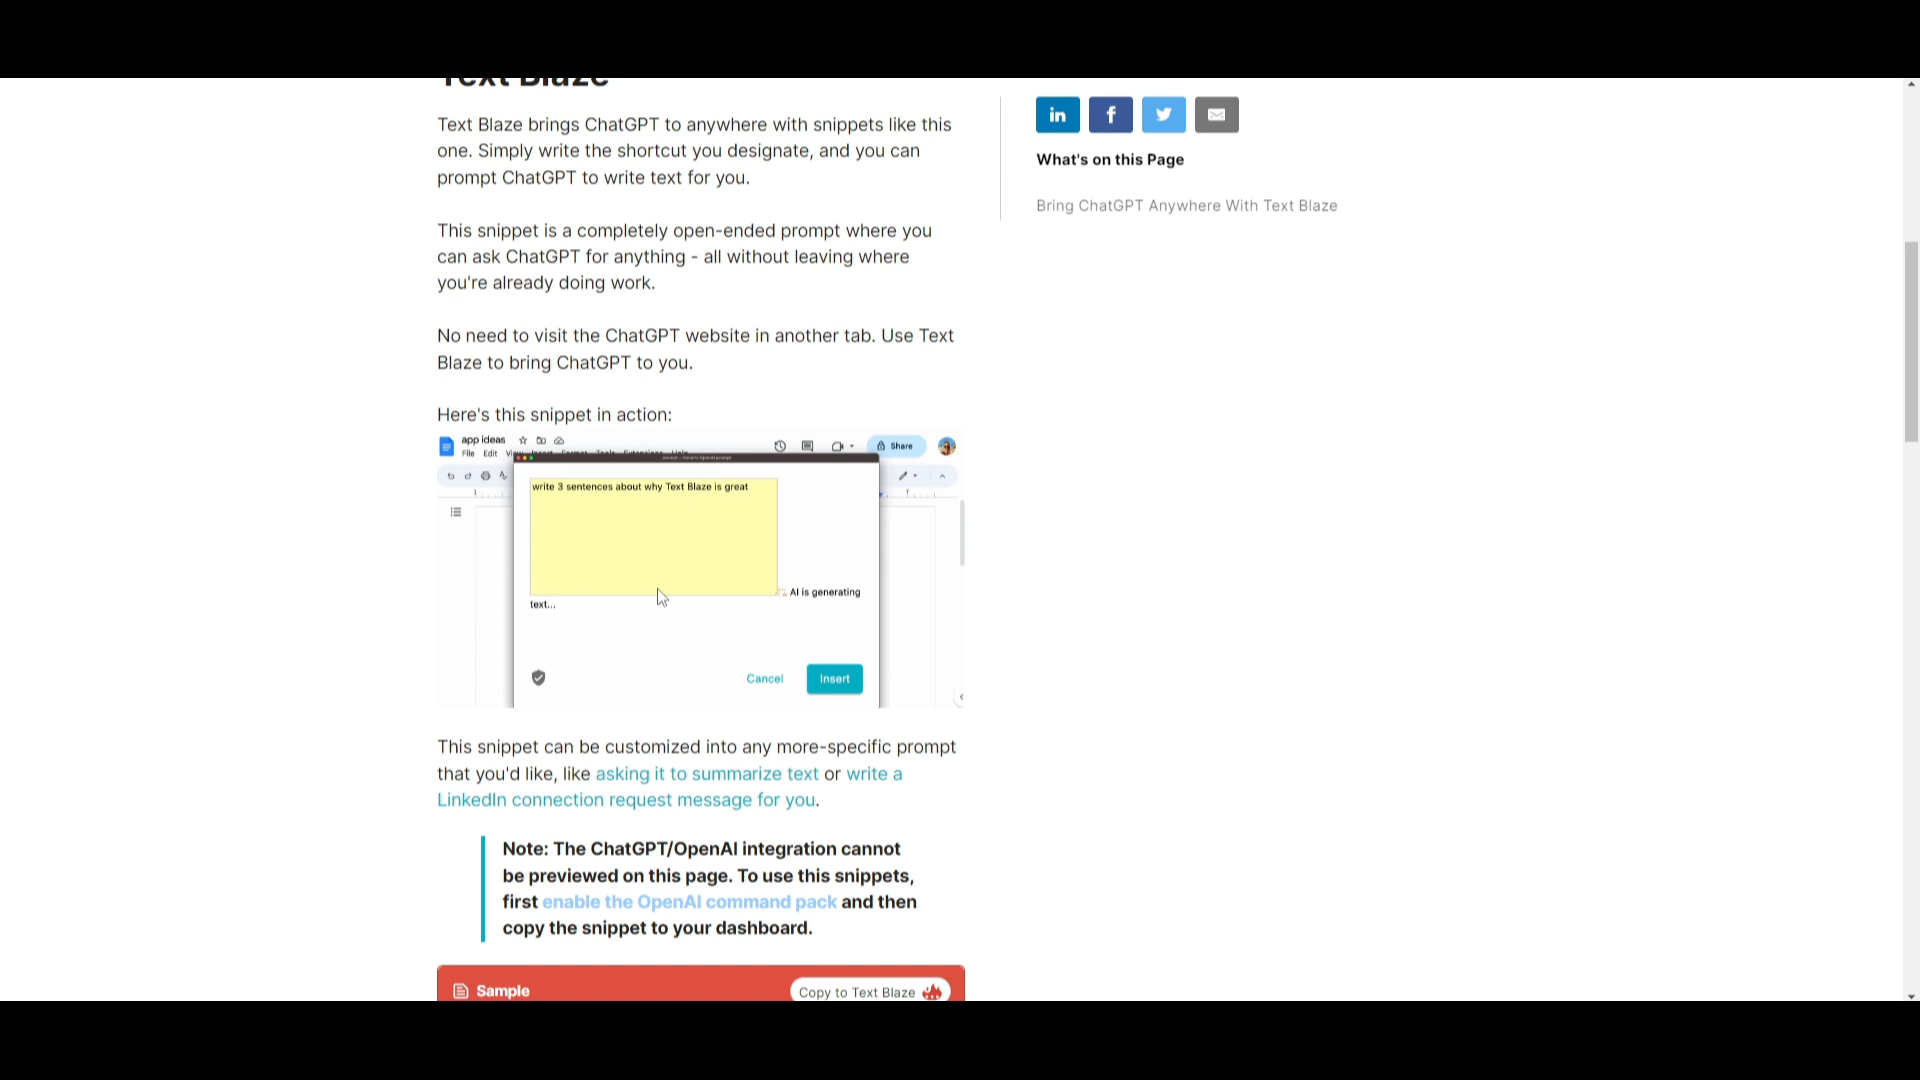 Text Blaze
Text Blaze brings ChatGPT to anywhere with snippets like this
one. Simply write the shortcut you designate, and you can
prompt ChatGPT to write text for you.
This snippet is a completely open-ended prompt where you
can ask ChatGPT for anything - all without leaving where
you're already doing work.
No need to visit the ChatGPT website in another tab. Use Text
Blaze to bring ChatGPT to you.
Here's this snippet in action:
app ideas
Share
File Edit
write 3 sentences about why Text Blaze is great
AI is generating
text...
Cancel
Insert
This snippet can be customized into any more-specific prompt
that you'd like, like asking it to summarize text or write a
LinkedIn connection request message for you.
Note: The ChatGPT/OpenAI integration cannot
be previewed on this page. To use this snippets,
first enable the OpenAI command pack and then
copy the snippet to your dashboard.
Sample
Copy to Text Blaze
in f
What's on this Page
Bring ChatGPT Anywhere With Text Blaze